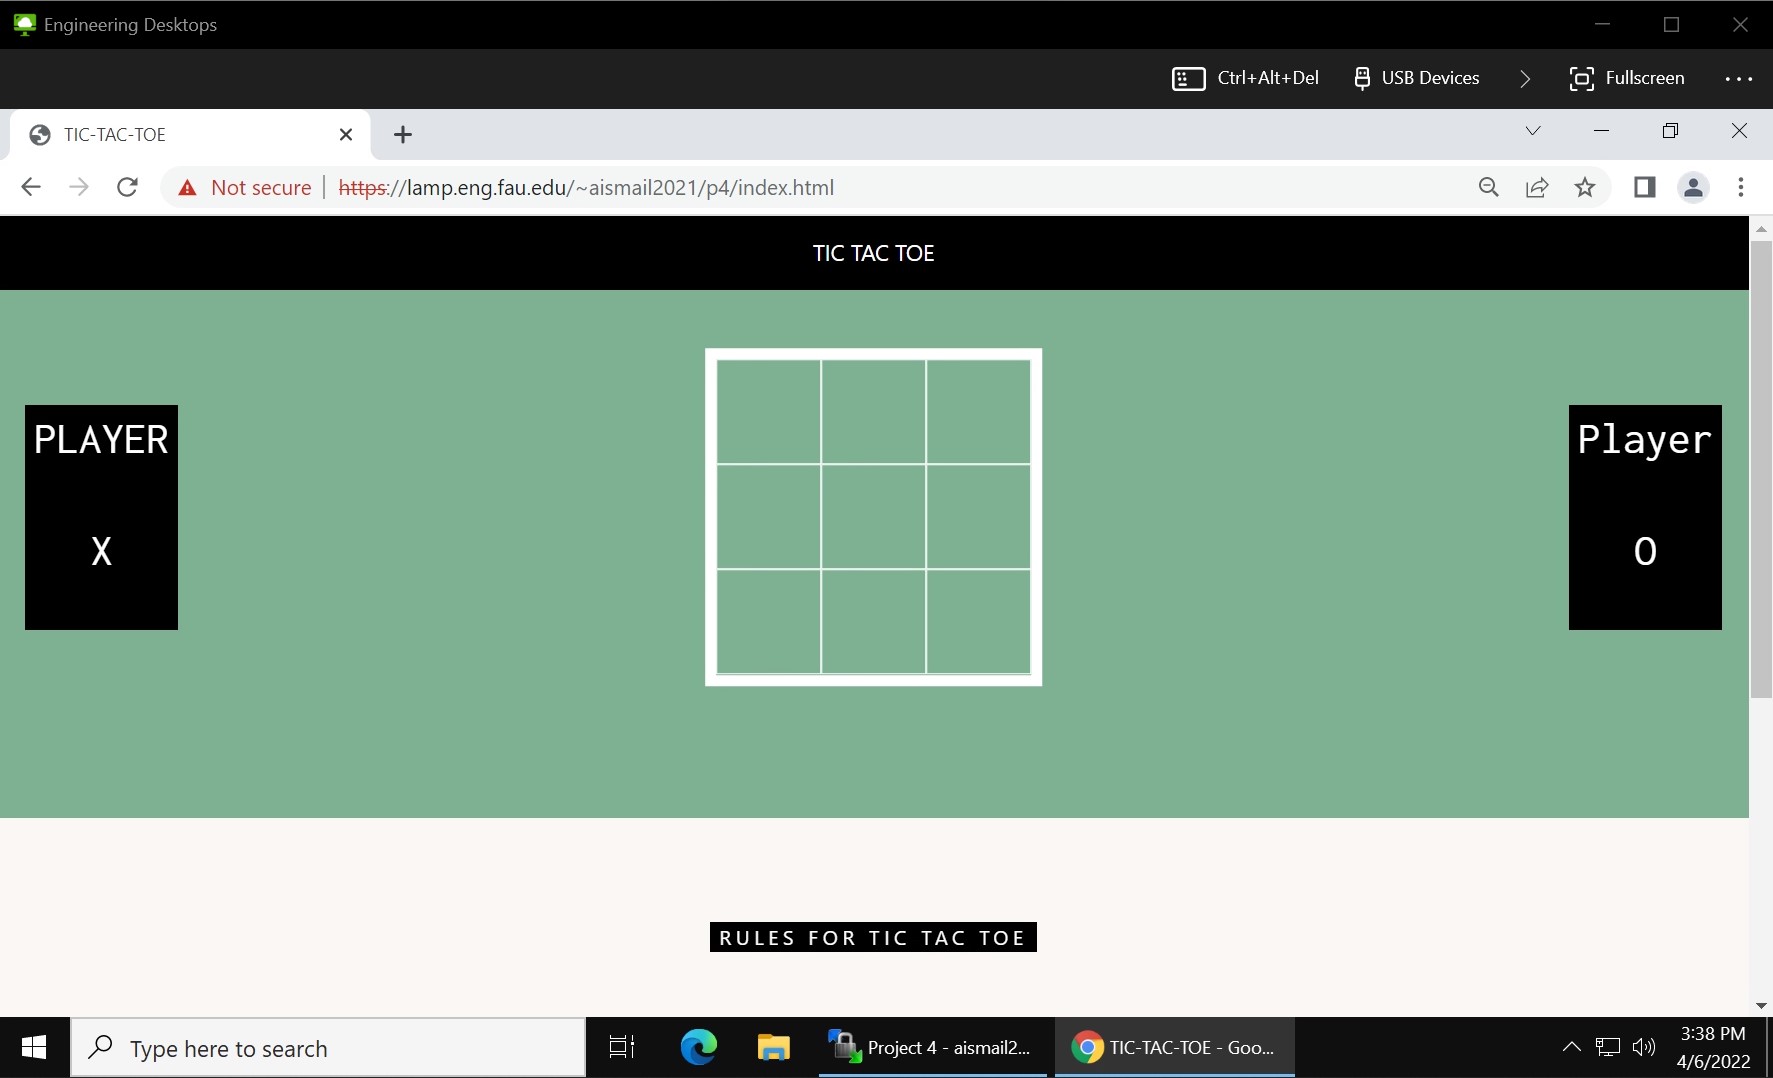 Engineering Desktops
Ctrl+Alt+Del USB Devices Fullscreen
TIC-TAC-TOE
Not secure https://lamp.eng.fau.edu/~aismail2021/p4/index.html
TIC TAC TOE
PLAYER
X
Player
O
RULES FOR TIC TAC TOE
Type here to search
Project 4 - aismail2...
TIC-TAC-TOE - Goo...
3:38 PM
4/6/2022